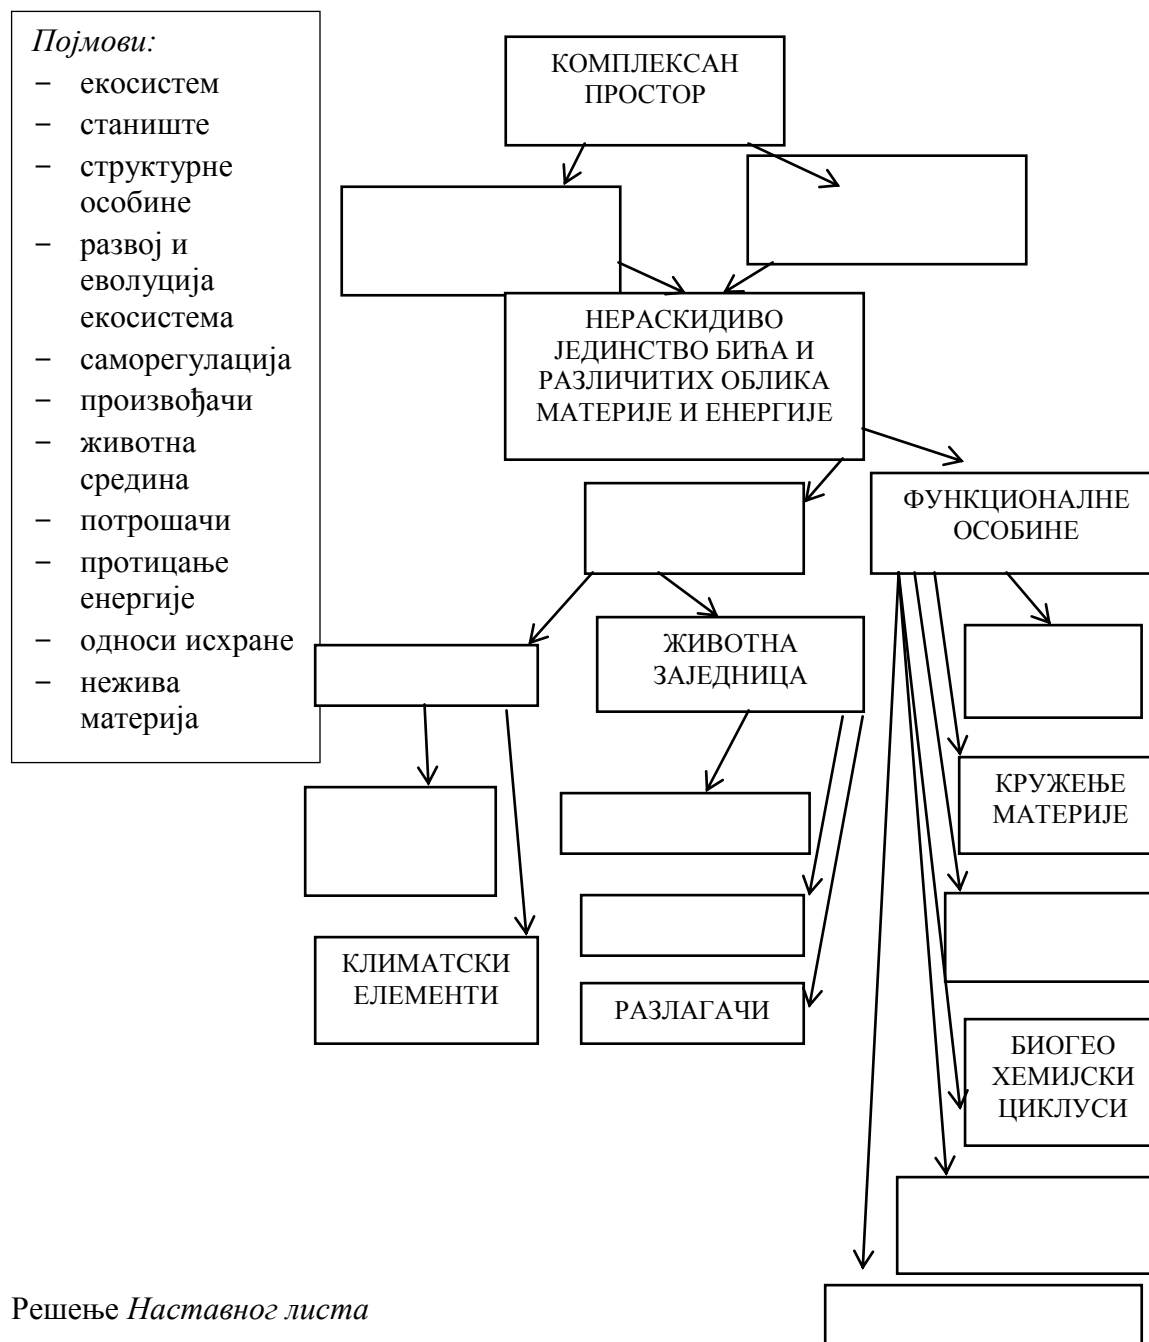 Појмови:
– екосистем
– станиште
– структурне
особине
– развој и
еволуција
екосистема
– саморегулација
– произвођачи
– животна
средина
– потрошачи
– протицање
енергије
– односи исхране
– нежива
материја
КОМПЛЕКСАН
ПРОСТОР
НЕРАСКИДИВО
ЈЕДИНСТВО БИЋА И
РАЗЛИЧИТИХ ОБЛИКА
МАТЕРИЈЕ И ЕНЕРГИЈЕ
ФУНКЦИОНАЛНЕ
ОСОБИНЕ
ЖИВОТНА
ЗАЈЕДНИЦА
КРУЖЕЊЕ
МАТЕРИЈЕ
КЛИМАТСКИ
ЕЛЕМЕНТИ
РАЗЛАГАЧИ
БИОГЕО
ХЕМИЈСКИ
ЦИКЛУСИ
Решење Наставног листа